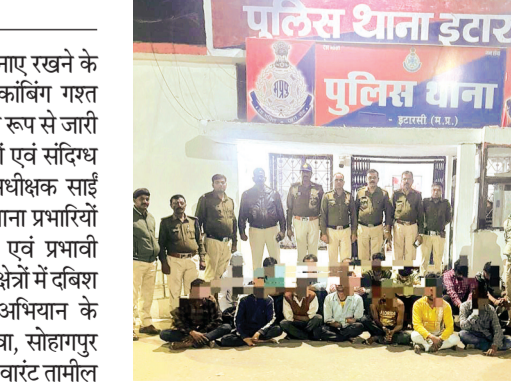 नाए रखने के
कांबिंग गश्त
रूप से जारी
एवं संदिग्ध
धीक्षक साईं
ाना प्रभारियों
एवं प्रभावी
क्षेत्रों में दबिश
अभियान के
वा, सोहागपुर
वारंट तामील
पुलिस थाना इटार
पुलिस थाना
- इटारसी (म.प्र.)